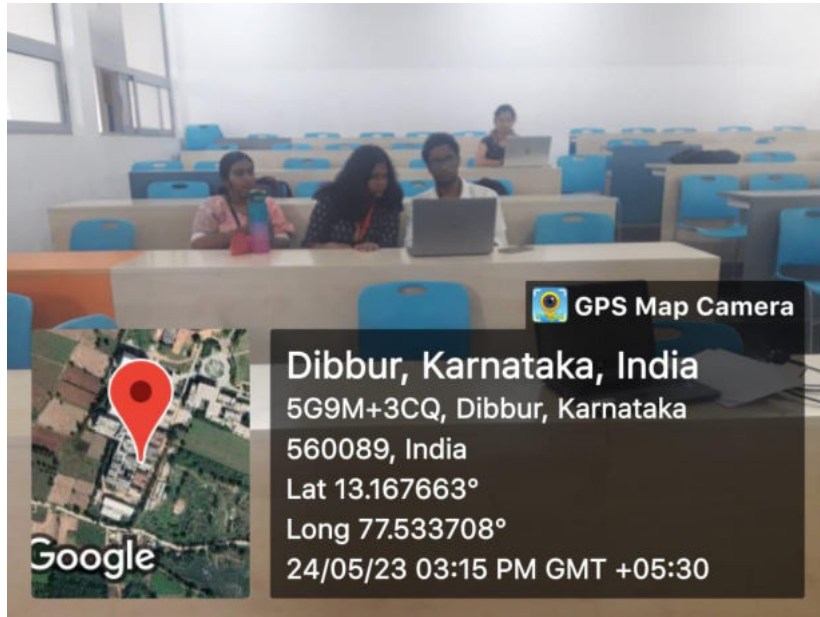 GPS Map Camera
Dibbur, Karnataka, India
5G9M+3CQ, Dibbur, Karnataka
560089, India
Lat 13.167663°
Long 77.533708°
24/05/23 03:15 PM GMT +05:30
Google